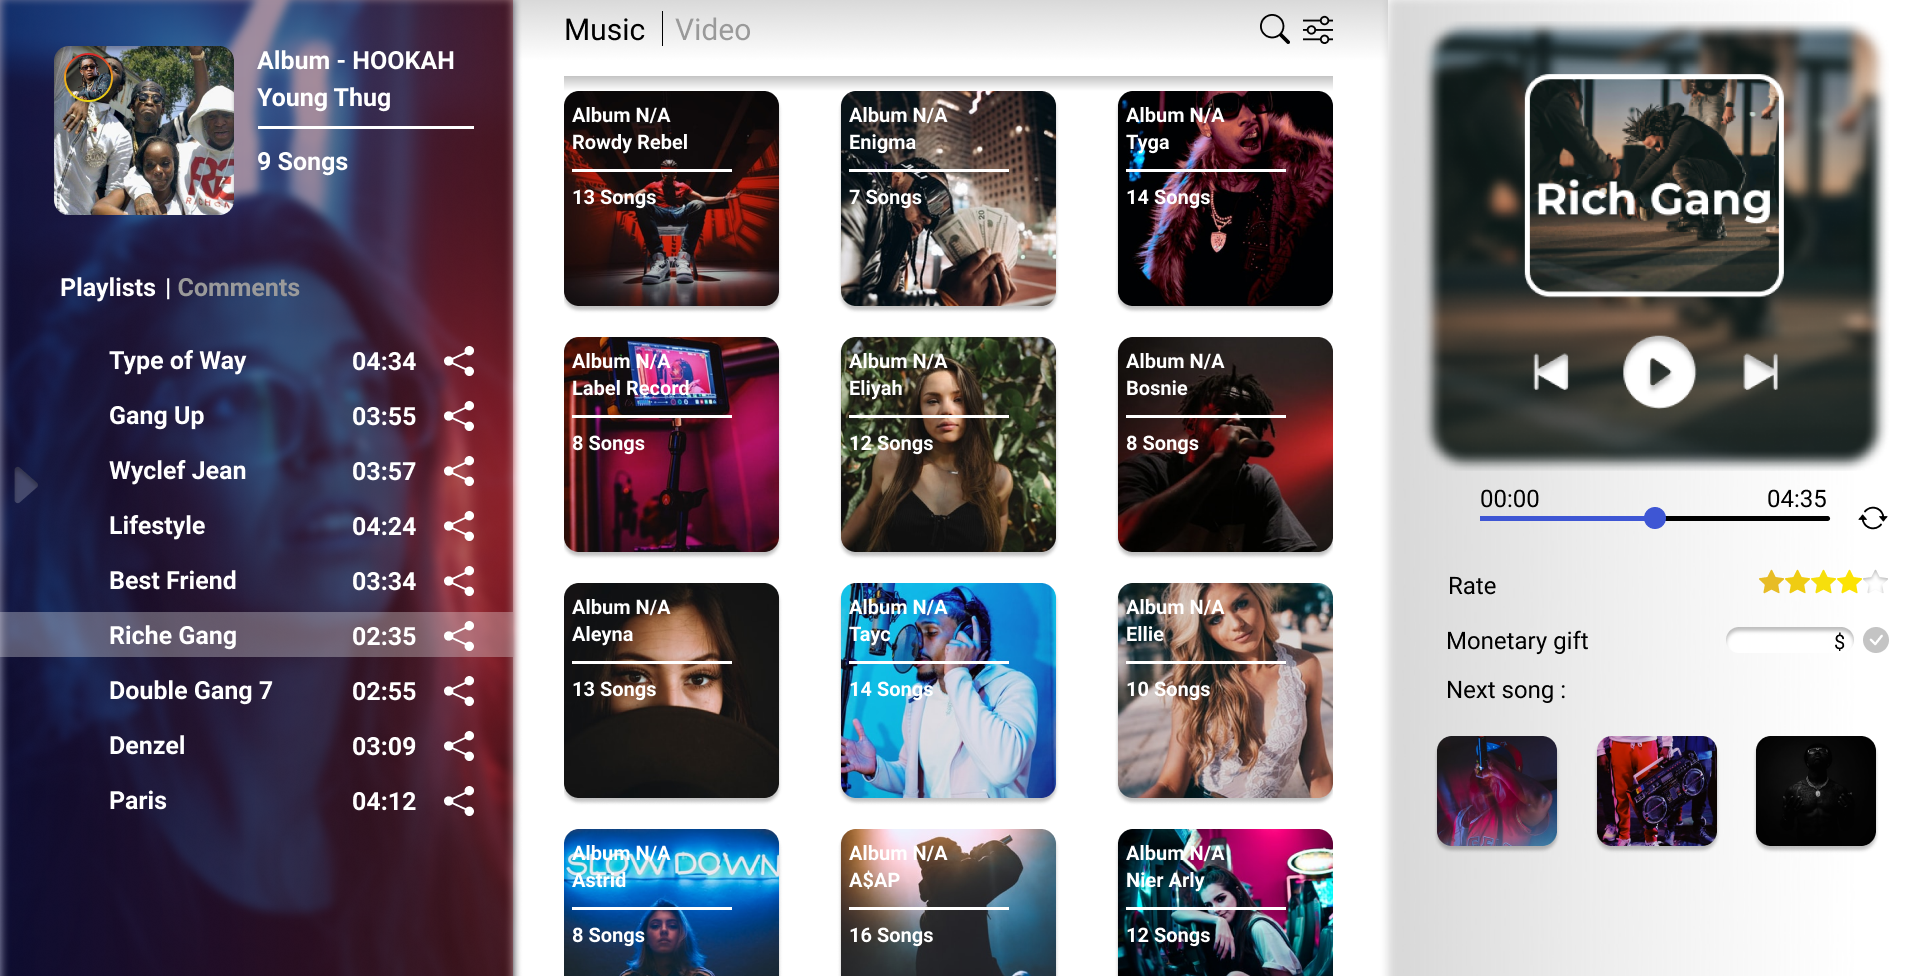 Album - HOOKAH
Young Thug
9 Songs
Playlists | Comments
Type of Way 04:34
Gang Up 03:55
Wyclef Jean 03:57
Lifestyle 04:24
Best Friend 03:34
Riche Gang 02:35
Double Gang 7 02:55
Denzel 03:09
Paris 04:12
Music | Video
Album N/A
Rowdy Rebel
13 Songs
Album N/A
Enigma
7 Songs
Album N/A
Tyga
14 Songs
Album N/A
Label Record
8 Songs
Album N/A
Eliyah
12 Songs
Album N/A
Bosnie
8 Songs
Album N/A
Aleyna
13 Songs
Album N/A
Tayc
14 Songs
Album N/A
Ellie
10 Songs
Album N/A
SLOW DOWN
Astrid
8 Songs
Album N/A
A$AP
16 Songs
Album N/A
Nier Arly
12 Songs
Rich Gang
00:00 04:35
Rate
Monetary gift $
Next song :